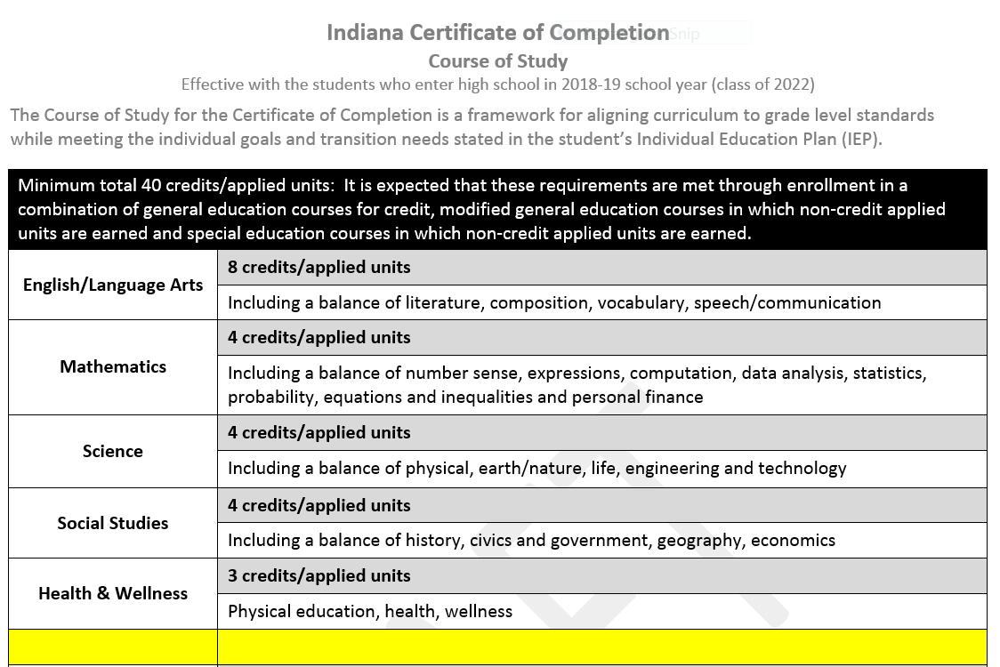 Indiana Certificate of Completion
Course of Study
Effective with the students who enter high school in 2018-19 school year (class of 2022)
The Course of Study for the Certificate of Completion is a framework for aligning curriculum to grade level standards
while meeting the individual goals and transition needs stated in the student’s Individual Education Plan (IEP).
Minimum total 40 credits/applied units:  It is expected that these requirements are met through enrollment in a
combination of general education courses for credit, modified general education courses in which non-credit applied
units are earned and special education courses in which non-credit applied units are earned.
English/Language Arts
8 credits/applied units
Including a balance of literature, composition, vocabulary, speech/communication
Mathematics
4 credits/applied units
Including a balance of number sense, expressions, computation, data analysis, statistics,
probability, equations and inequalities and personal finance
Science
4 credits/applied units
Including a balance of physical, earth/nature, life, engineering and technology
Social Studies
4 credits/applied units
Including a balance of history, civics and government, geography, economics
Health & Wellness
3 credits/applied units
Physical education, health, wellness